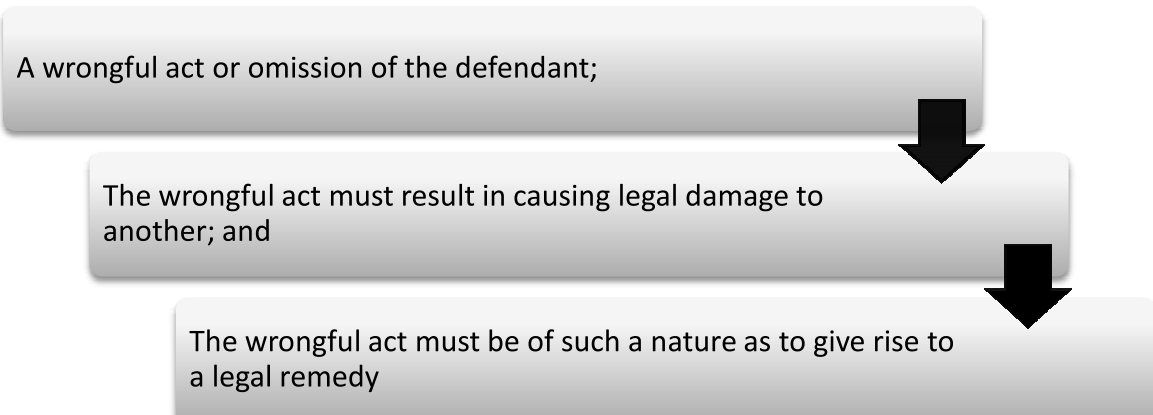 A wrongful act or omission of the defendant;
The wrongful act must result in causing legal damage to
another; and
The wrongful act must be of such a nature as to give rise to
a legal remedy